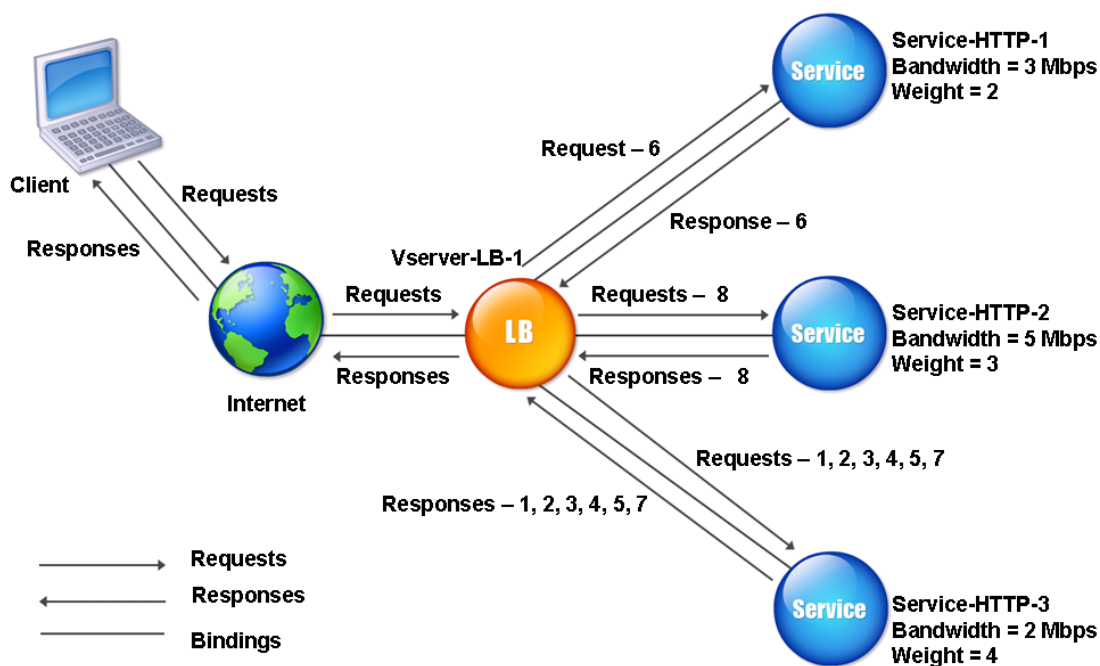 Service-HTTP-1
Bandwidth = 3 Mbps
Weight = 2
Service
Request – 6
Response – 6
Client
Requests
Responses
Vserver-LB-1
Requests
LB
Responses
Internet
Requests – 8
Responses – 8
Service
Service-HTTP-2
Bandwidth = 5 Mbps
Weight = 3
Requests – 1, 2, 3, 4, 5, 7
Responses – 1, 2, 3, 4, 5, 7
Service
Service-HTTP-3
Bandwidth = 2 Mbps
Weight = 4
Requests
Responses
Bindings